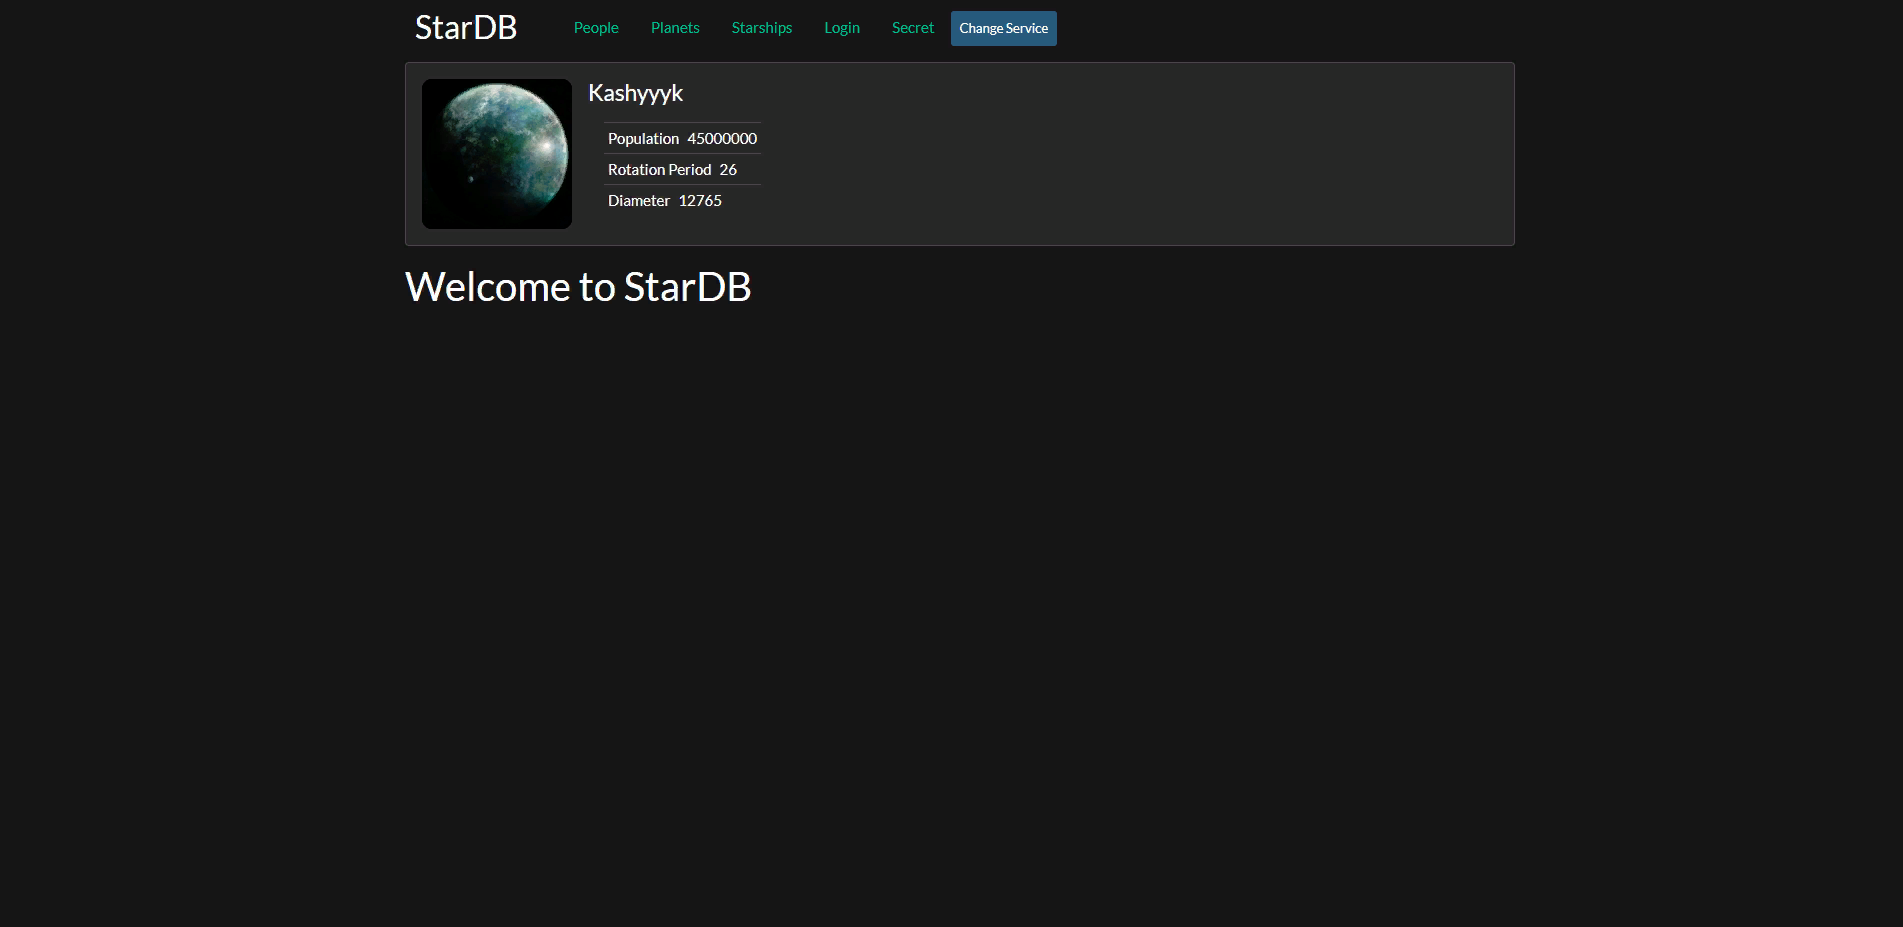 StarDB People Planets Starships Login Secret Change Service
Kashyyyk
Population 45000000
Rotation Period 26
Diameter 12765
Welcome to StarDB